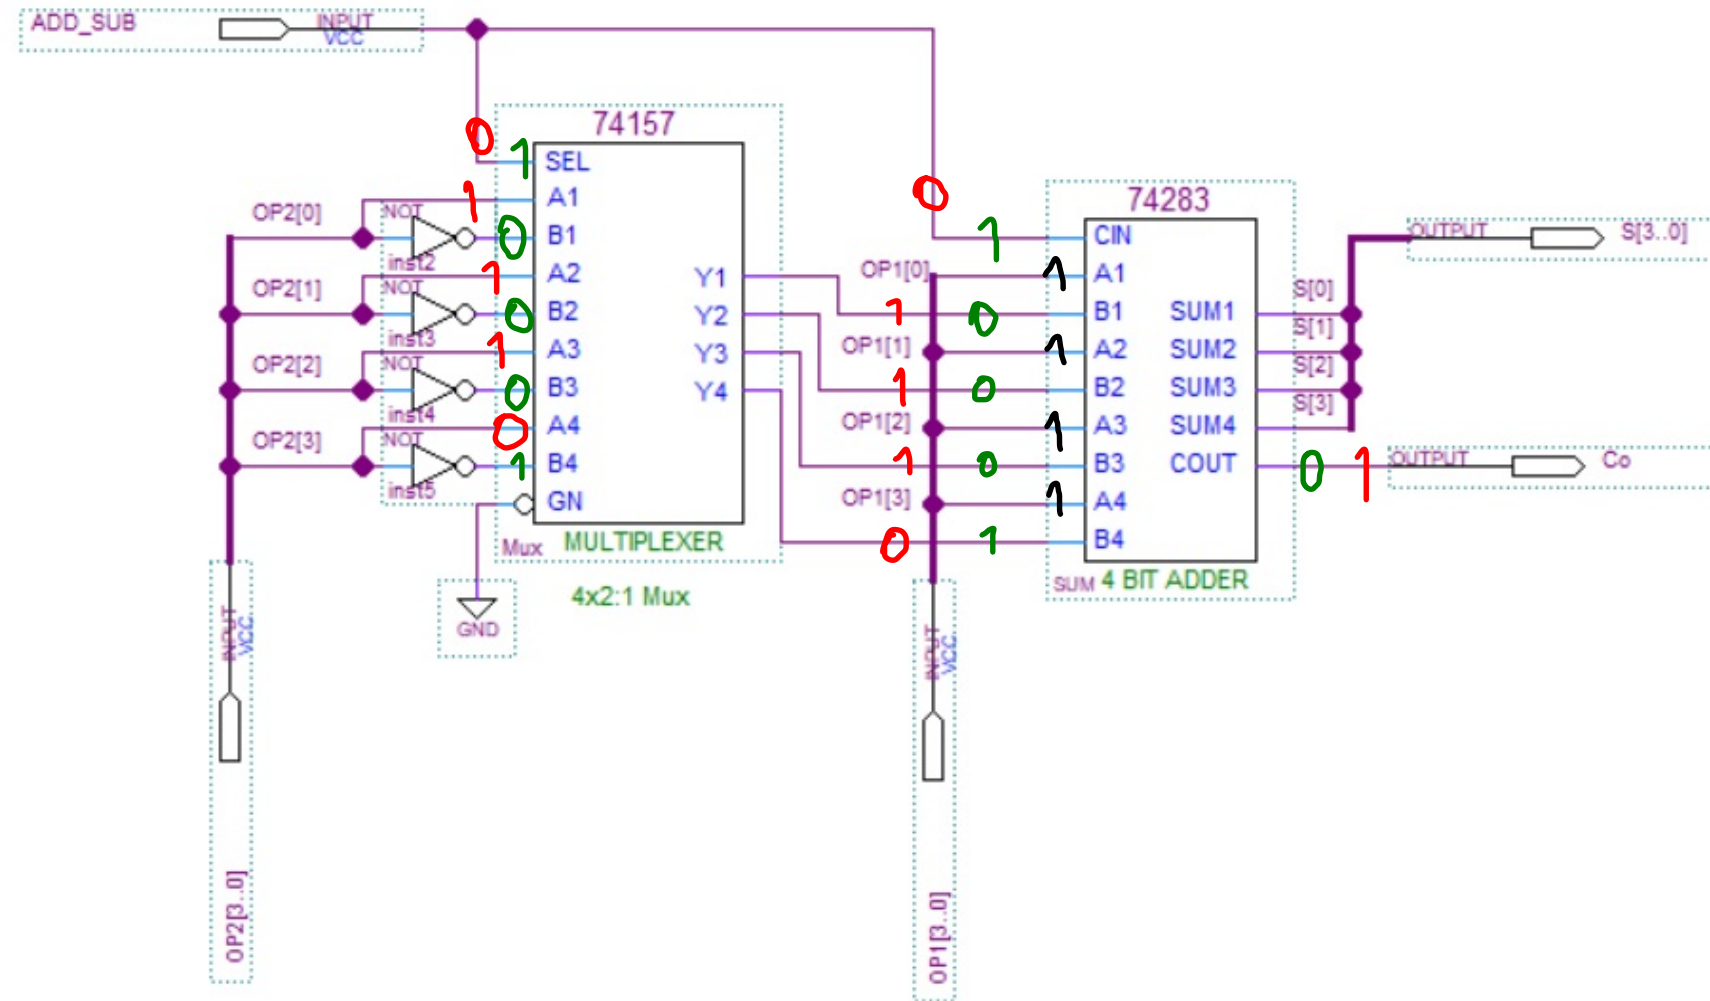 ADD_SUB
INPUT
VCC
0
1
74157
SEL
1
A1
OP2[0]
NOT
0
B1
inst2
1
A2
OP2[1]
NOT
0
B2
inst3
1
A3
OP2[2]
NOT
0
B3
inst4
0
A4
OP2[3]
NOT
1
B4
inst5
GN
Y1
Y2
Y3
Y4
Mux
MULTIPLEXER
4x2:1 Mux
GND
INPUT
VCC
OP2[3..0]
0
1
74283
CIN
OP1[0]
1
A1
1
0
B1
OP1[1]
1
A2
1
0
B2
OP1[2]
1
A3
1
0
B3
OP1[3]
1
A4
0
1
B4
SUM1
SUM2
SUM3
SUM4
COUT
SUM
4 BIT ADDER
INPUT
VCC
OP1[3..0]
OUTPUT
S[3..0]
S[0]
S[1]
S[2]
S[3]
0
1
OUTPUT
Co